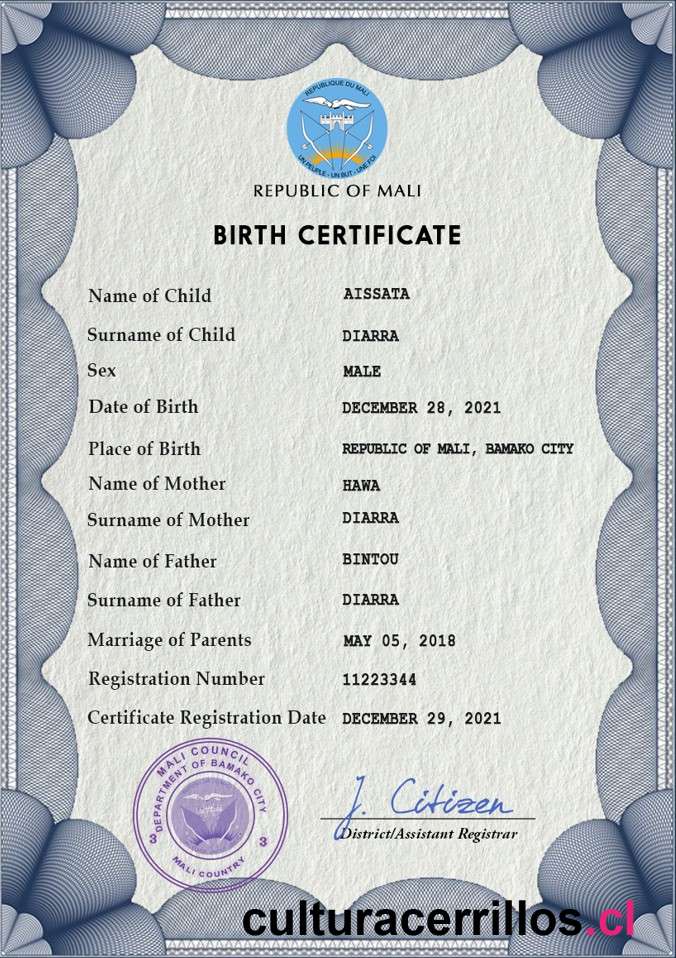 REPUBLIQUE DU MALI
UN PEUPLE - UN BUT - UNE FOI
REPUBLIC OF MALI
BIRTH CERTIFICATE
Name of Child AISSATA
Surname of Child DIARRA
Sex MALE
Date of Birth DECEMBER 28, 2021
Place of Birth REPUBLIC OF MALI, BAMAKO CITY
Name of Mother HAWA
Surname of Mother DIARRA
Name of Father BINTOU
Surname of Father DIARRA
Marriage of Parents MAY 05, 2018
Registration Number 11223344
Certificate Registration Date DECEMBER 29, 2021
MALI COUNCIL
DEPARTMENT OF BAMAKO CITY
3 3
MALI COUNTRY
J. Citizen
District/Assistant Registrar
culturacerrillos.cl